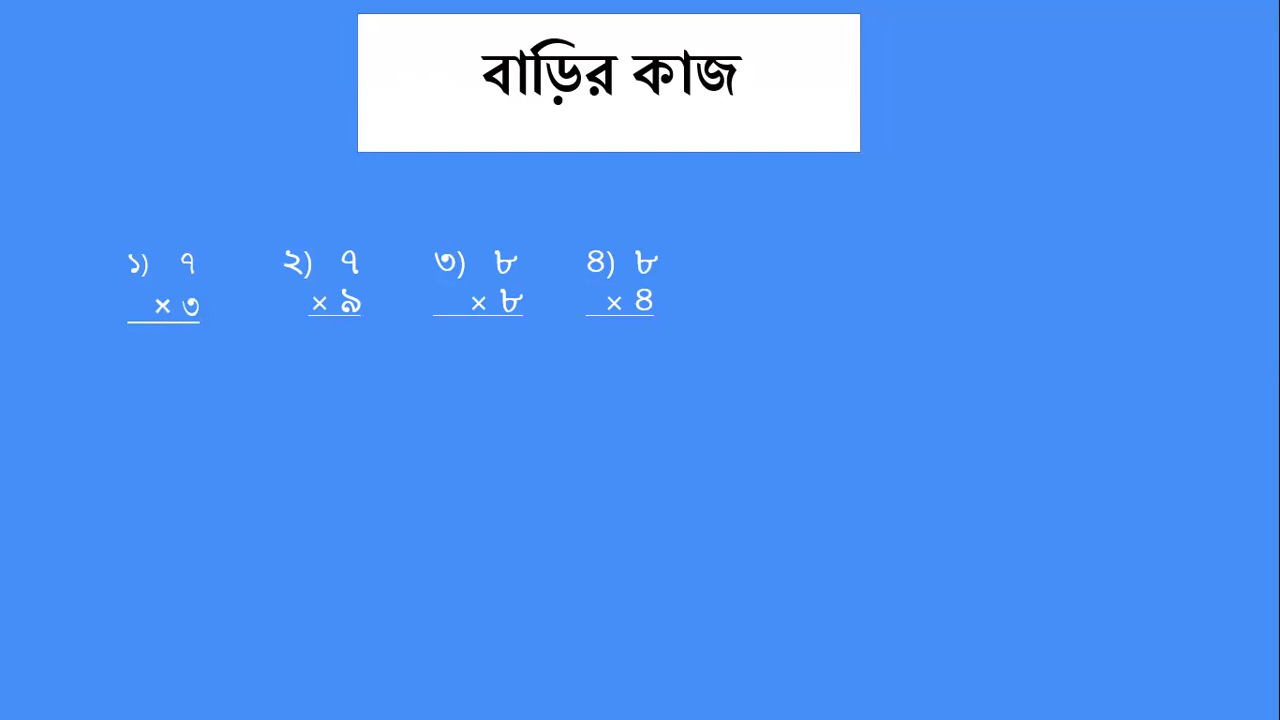 বাড়ির কাজ
১) ৭ ২) ৭ ৩) ৮ ৪) ৮
× ৩ × ৯ × ৮ × ৪